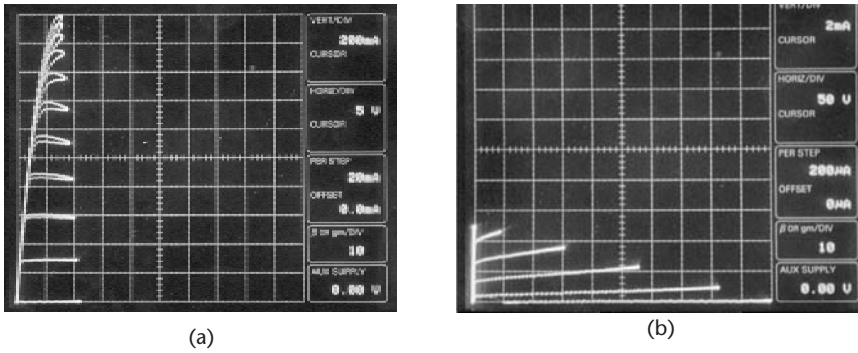 VERT/DIV
200mA
CURSOR
HORIZ/DIV
5 V
CURSOR
PER STEP
20mA
OFFSET
0.0mA
β OR gm/DIV
10
AUX SUPPLY
0.00 V
(a)
VERT/DIV
2mA
CURSOR
HORIZ/DIV
50 V
CURSOR
PER STEP
200µA
OFFSET
0µA
β OR gm/DIV
10
AUX SUPPLY
0.00 V
(b)